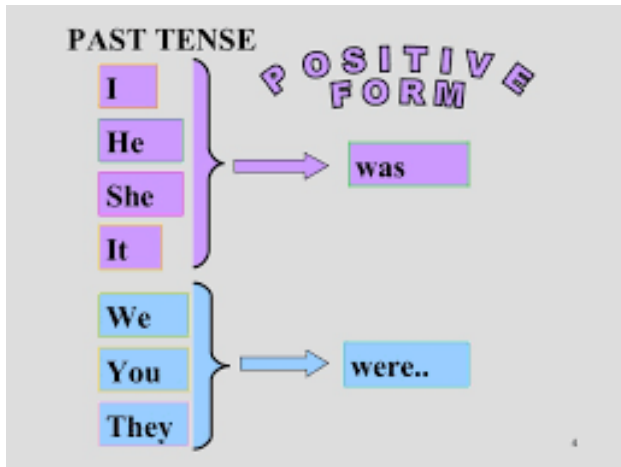 PAST TENSE
POSITIVE
FORM
I
He
She
It
was
We
You
They
were..
4